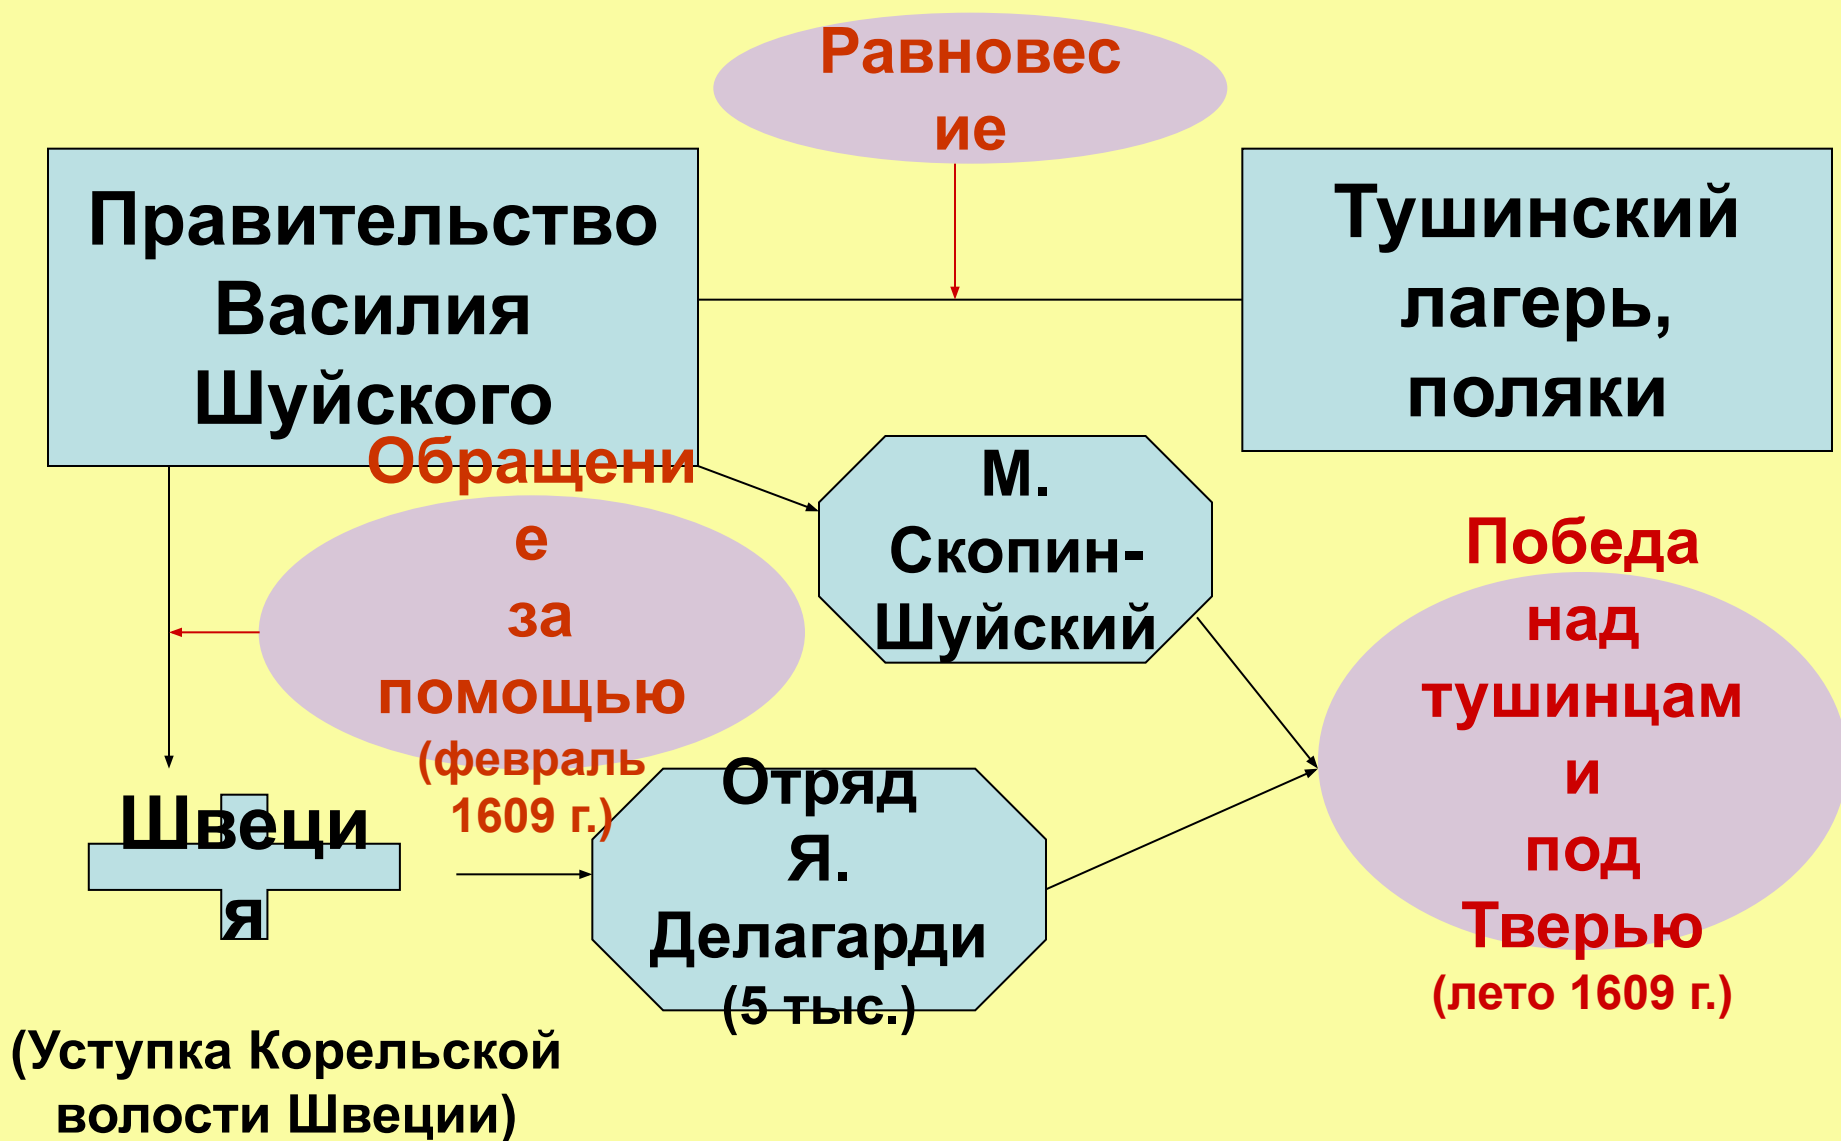 Равновес
ие
Правительство
Василия
Шуйского
Тушинский
лагерь,
поляки
Обращени
е
за
помощью
(февраль
1609 г.)
М.
Скопин-
Шуйский
Победа
над
тушинцам
и
под
Тверью
(лето 1609 г.)
Швеци
я
Отряд
Я.
Делагарди
(5 тыс.)
(Уступка Корельской
волости Швеции)